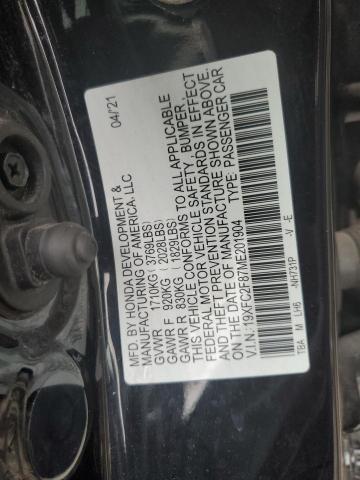 04/'21
MFD. BY HONDA DEVELOPMENT &
MANUFACTURING OF AMERICA, LLC
GVWR 1710KG (3769LBS)
GAWR F 920KG (2028LBS)
GAWR R 830KG (1829LBS)
THIS VEHICLE CONFORMS TO ALL APPLICABLE
FEDERAL MOTOR VEHICLE SAFETY, BUMPER,
AND THEFT PREVENTION STANDARDS IN EFFECT
ON THE DATE OF MANUFACTURE SHOWN ABOVE.
V.I.N.: 19XFC2F87ME201904 TYPE: PASSENGER CAR
TBA M LH6 -NH731P -V -E